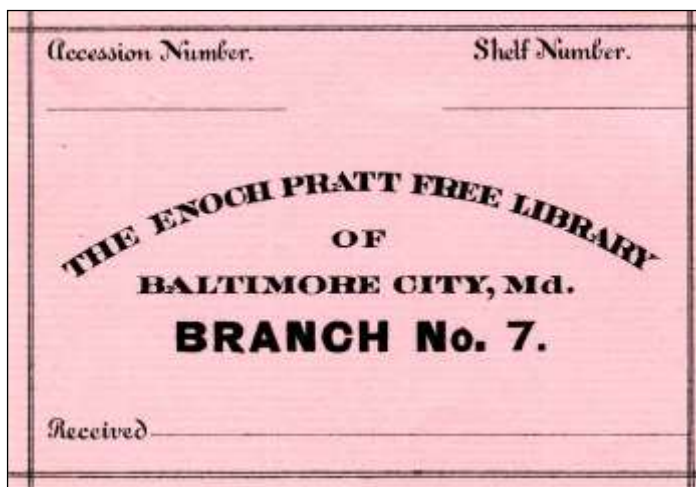 Accession Number. Shelf Number.
THE ENOCH PRATT FREE LIBRARY
OF
BALTIMORE CITY, Md.
BRANCH No. 7.
Received